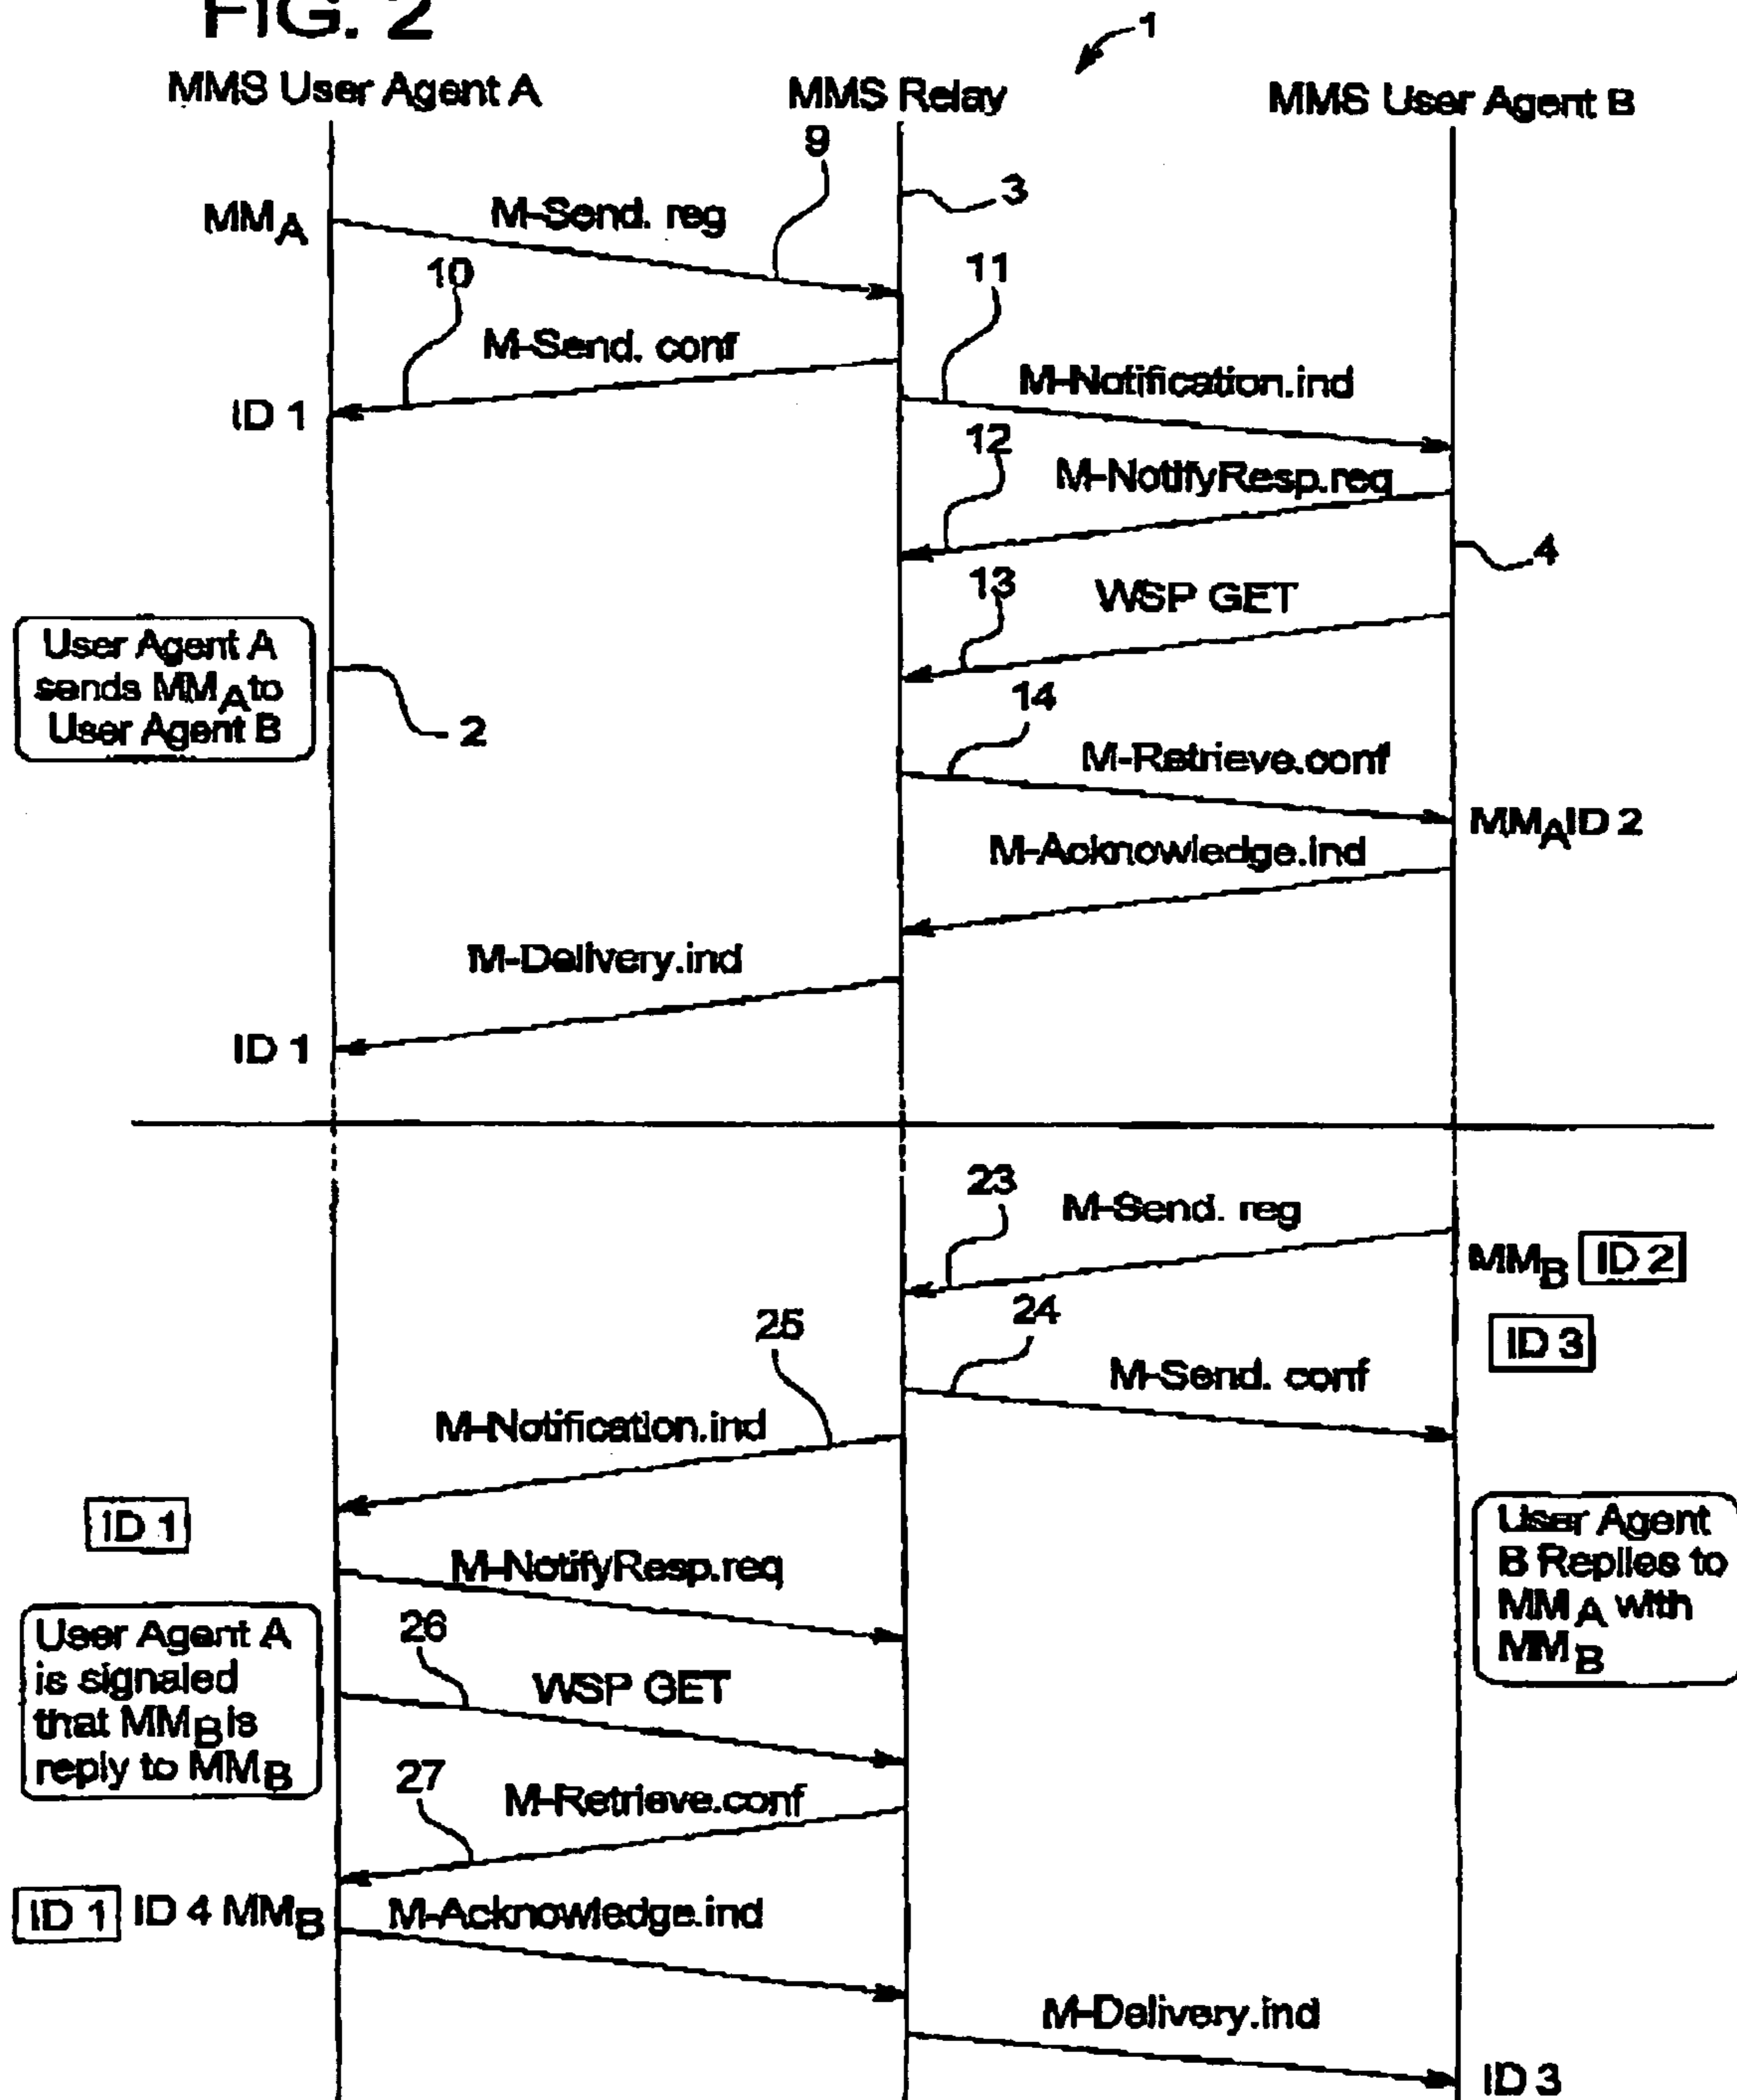 FIG. 2
1
MMS User Agent A
MMS Relay
MMS User Agent B
9
3
MMA
M-Send. reg
10
11
M-Send. conf
M-Notification.ind
ID 1
12
M-NotifyResp.req
4
13
WSP GET
User Agent A
sends MMA to
User Agent B
14
2
M-Retrieve.conf
MMA ID 2
M-Acknowledge.ind
M-Delivery.ind
ID 1
23
M-Send. reg
MMB ID 2
24
25
ID 3
M-Send. conf
M-Notification.ind
ID 1
User Agent
B Replies to
MMA with
MMB
M-NotifyResp.req
User Agent A
is signaled
that MMB is
reply to MMB
26
WSP GET
27
M-Retrieve.conf
ID 1 ID 4 MMB
M-Acknowledge.ind
M-Delivery.ind
ID 3